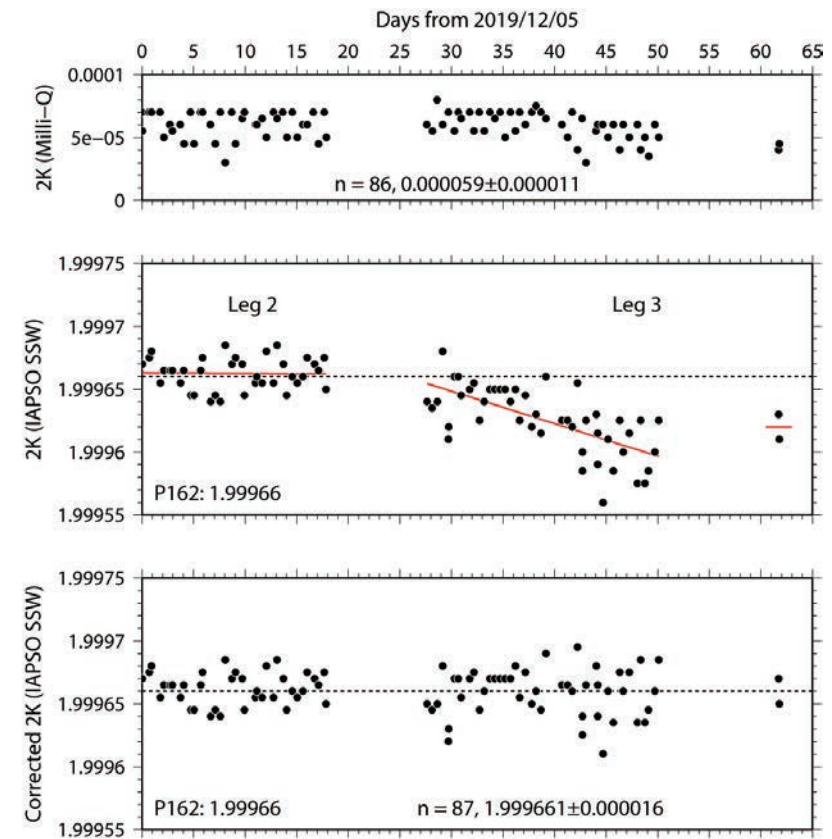 Days from 2019/12/05
0 5 10 15 20 25 30 35 40 45 50 55 60 65
0.0001
5e−05
0
2K (Milli−Q)
n = 86, 0.000059±0.000011
1.99975
1.9997
1.99965
1.9996
1.99955
2K (IAPSO SSW)
Leg 2
Leg 3
P162: 1.99966
1.99975
1.9997
1.99965
1.9996
1.99955
Corrected 2K (IAPSO SSW)
P162: 1.99966
n = 87, 1.999661±0.000016